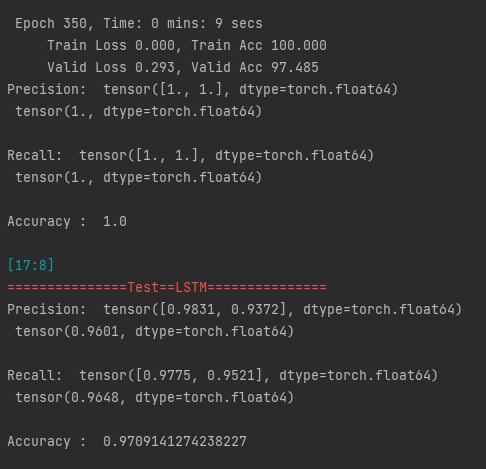 Epoch 350, Time: 0 mins: 9 secs
Train Loss 0.000, Train Acc 100.000
Valid Loss 0.293, Valid Acc 97.485
Precision:  tensor([1., 1.], dtype=torch.float64)
tensor(1., dtype=torch.float64)
Recall:  tensor([1., 1.], dtype=torch.float64)
tensor(1., dtype=torch.float64)
Accuracy :  1.0
[17:8]
===============Test==LSTM===============
Precision:  tensor([0.9831, 0.9372], dtype=torch.float64)
tensor(0.9601, dtype=torch.float64)
Recall:  tensor([0.9775, 0.9521], dtype=torch.float64)
tensor(0.9648, dtype=torch.float64)
Accuracy :  0.9709141274238227